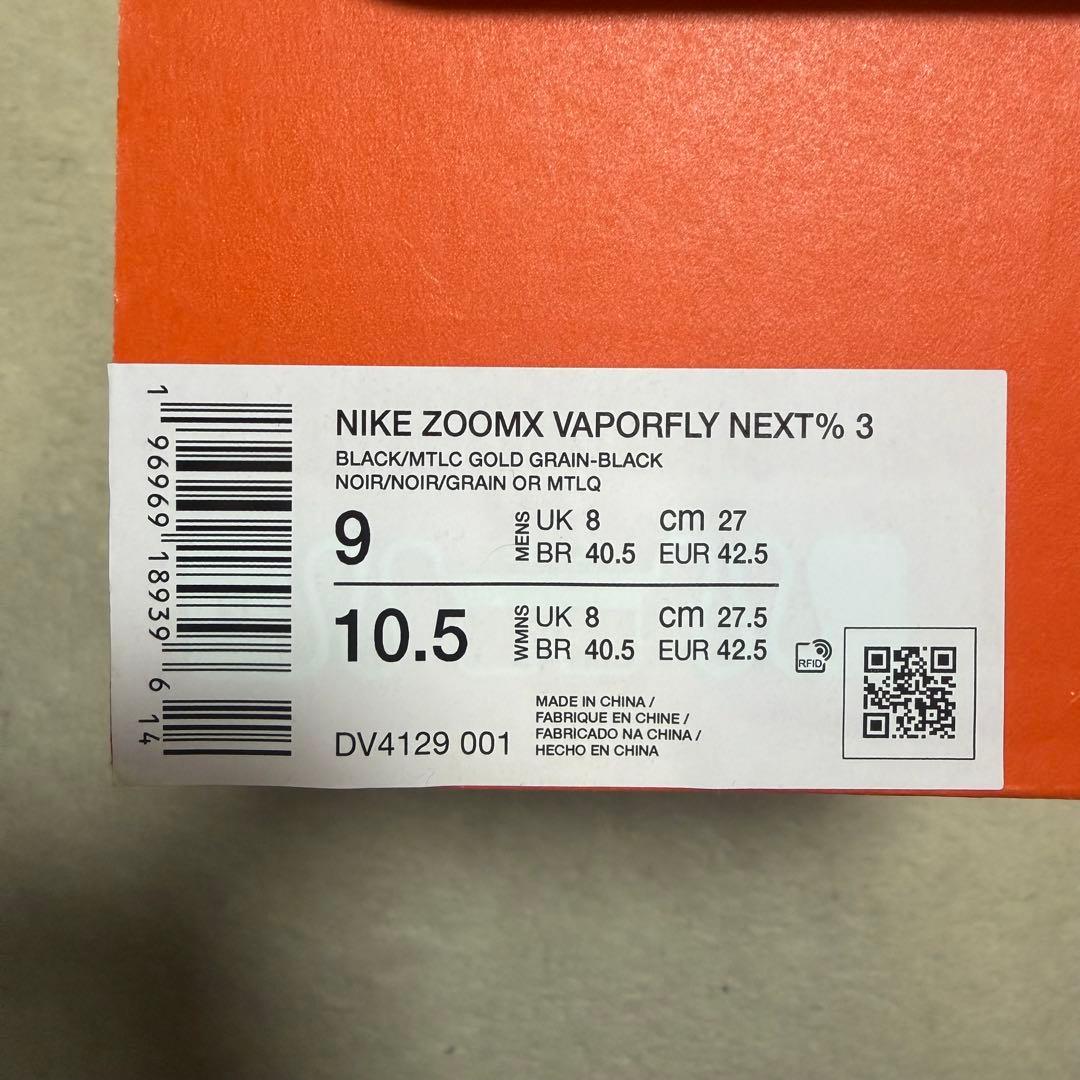 NIKE ZOOMX VAPORFLY NEXT% 3
BLACK/MTLC GOLD GRAIN-BLACK
NOIR/NOIR/GRAIN OR MTLQ
9
MENS
UK 8 cm 27
BR 40.5 EUR 42.5
10.5
WMNS
UK 8 cm 27.5
BR 40.5 EUR 42.5
RFID
DV4129 001
MADE IN CHINA /
FABRIQUE EN CHINE /
FABRICADO NA CHINA /
HECHO EN CHINA
1 96969 18939 6 14